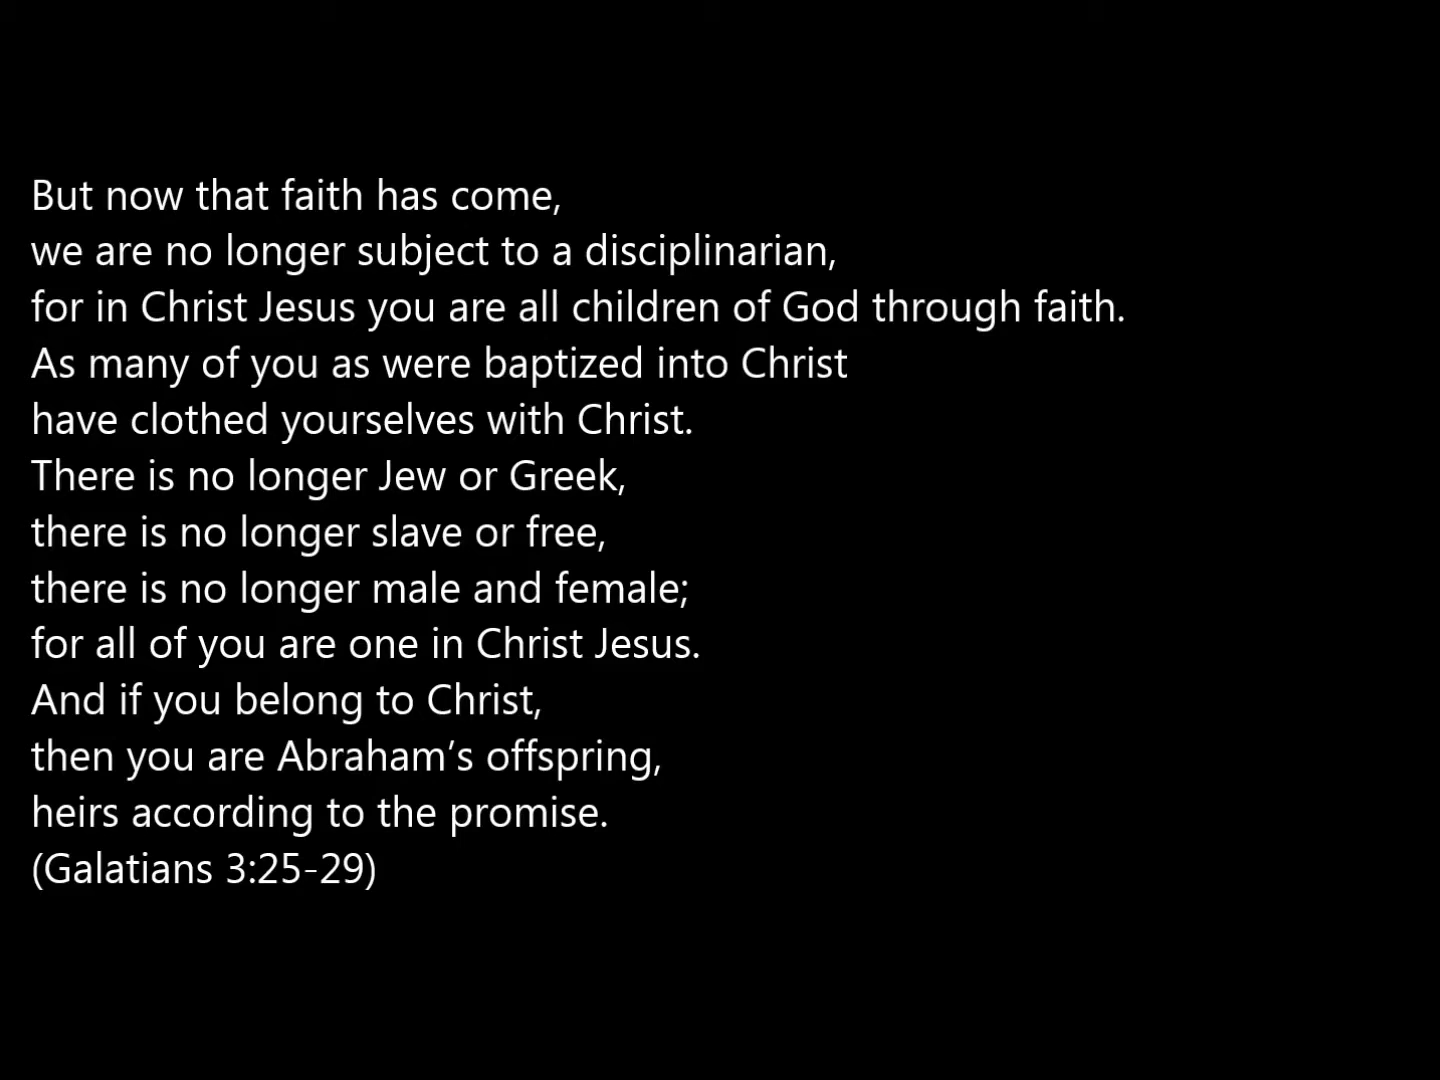 But now that faith has come,
we are no longer subject to a disciplinarian,
for in Christ Jesus you are all children of God through faith.
As many of you as were baptized into Christ
have clothed yourselves with Christ.
There is no longer Jew or Greek,
there is no longer slave or free,
there is no longer male and female;
for all of you are one in Christ Jesus.
And if you belong to Christ,
then you are Abraham’s offspring,
heirs according to the promise.
(Galatians 3:25-29)